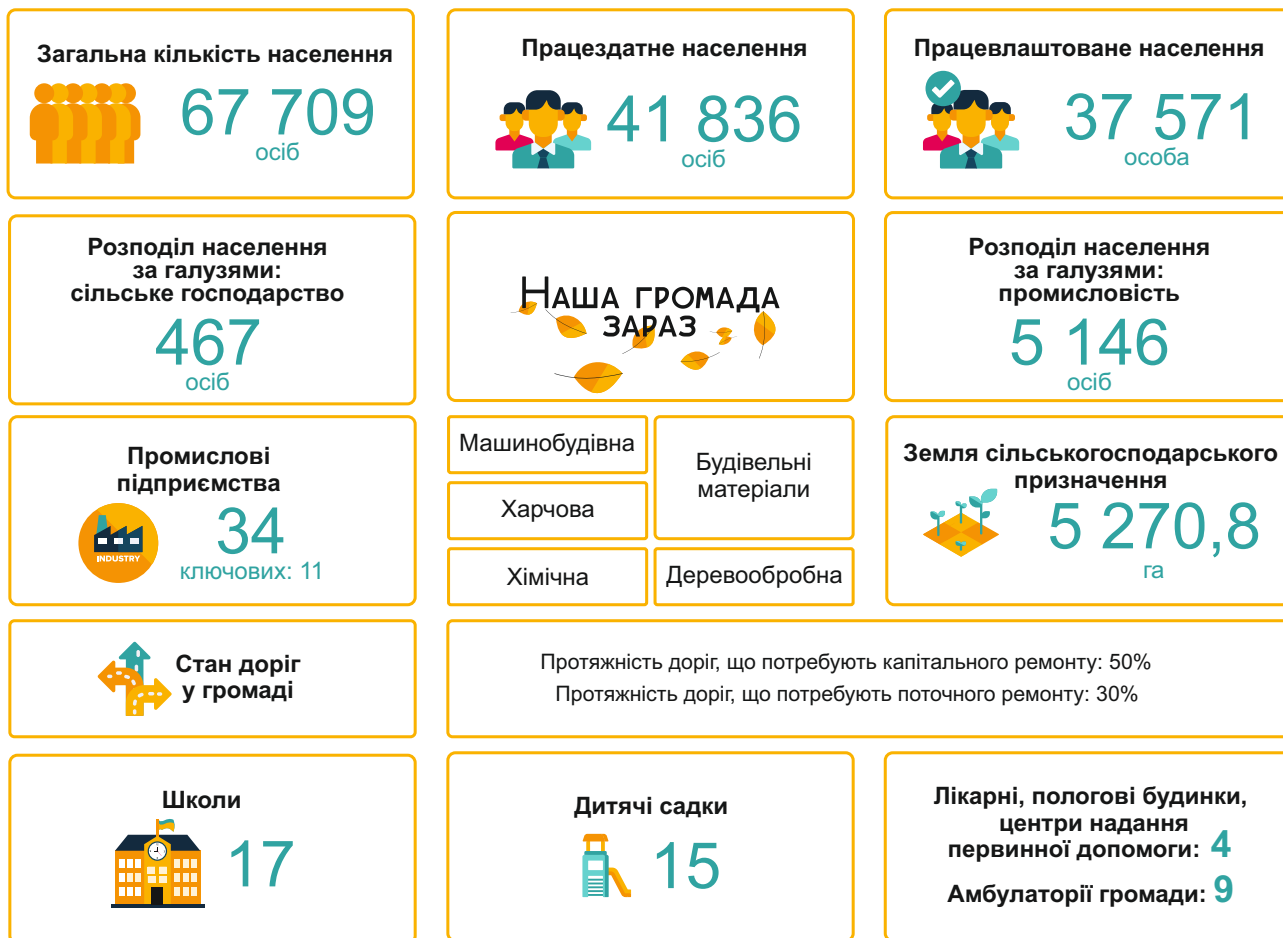 Загальна кількість населення
67 709
осіб
Працездатне населення
41 836
осіб
Працевлаштоване населення
37 571
особа
Розподіл населення
за галузями:
сільське господарство
467
осіб
НАША ГРОМАДА
ЗАРАЗ
Розподіл населення
за галузями:
промисловість
5 146
осіб
Промислові
підприємства
INDUSTRY
34
ключових: 11
Машинобудівна
Харчова
Хімічна
Будівельні
матеріали
Деревообробна
Земля сільськогосподарського
призначення
5 270,8
га
Стан доріг
у громаді
Протяжність доріг, що потребують капітального ремонту: 50%
Протяжність доріг, що потребують поточного ремонту: 30%
Школи
17
Дитячі садки
15
Лікарні, пологові будинки,
центри надання
первинної допомоги: 4
Амбулаторії громади: 9